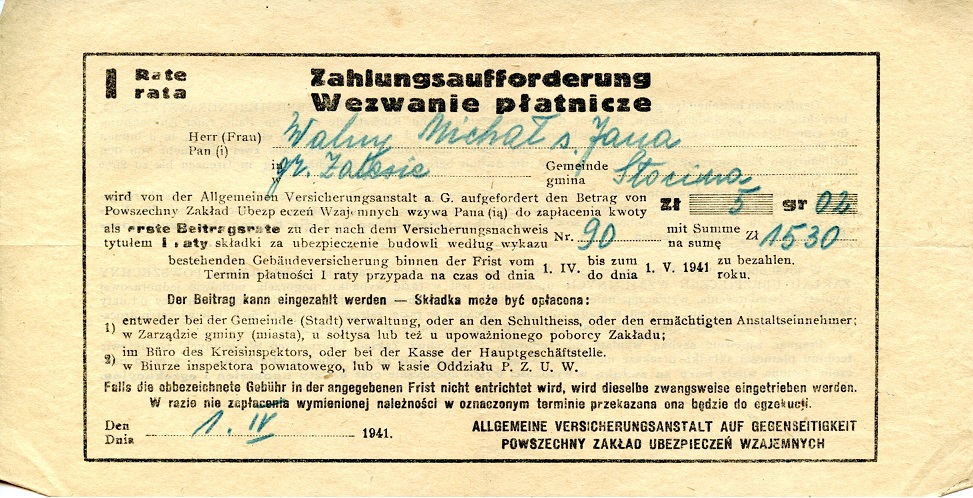 I Rate
rata
Zahlungsaufforderung
Wezwanie płatnicze
Herr (Frau)
Pan (i)
Walny Michał s. Jana
in
w
gr. Zalesie
Gemeinde
gmina
Słocina
wird von der Allgemeinen Versicherungsanstalt a. G. aufgefordert den Betrag von
Powszechny Zakład Ubezp eczeń Wzajemnych wzywa Pana (ią) do zapłacenia kwoty
Zł 5 gr 02
als erste Beitragsrate zu der nach dem Versicherungsnachweis
tytułem I raty składki za ubezpieczenie budowli według wykazu
Nr. 90
mit Summe
na sumę
Zł 1530
bestehenden Gebäudeversicherung binnen der Frist vom
Termin płatności I raty przypada na czas od dnia
1. IV.
bis zum
do dnia
1. V. 1941
zu bezahlen.
roku.
Der Beitrag kann eingezahlt werden — Składka może być opłacona:
1) entweder bei der Gemeinde (Stadt) verwaltung, oder an den Schultheiss, oder den ermächtigten Anstaltseinnehmer;
w Zarządzie gminy (miasta), u sołtysa lub też u upoważnionego poborcy Zakładu;
2) im Büro des Kreisinspektors, oder bei der Kasse der Hauptgeschäftstelle.
w Biurze inspektora powiatowego, lub w kasie Oddziału P. Z. U. W.
Falls die obbezeichnete Gebühr in der angegebenen Frist nicht entrichtet wird, wird dieselbe zwangsweise eingetrieben werden.
W razie nie zapłacenia wymienionej należności w oznaczonym terminie przekazana ona będzie do egzekucji.
Den
Dnia
1. IV 1941.
ALLGEMEINE VERSICHERUNGSANSTALT AUF GEGENSEITIGKEIT
POWSZECHNY ZAKŁAD UBEZPIECZEŃ WZAJEMNYCH